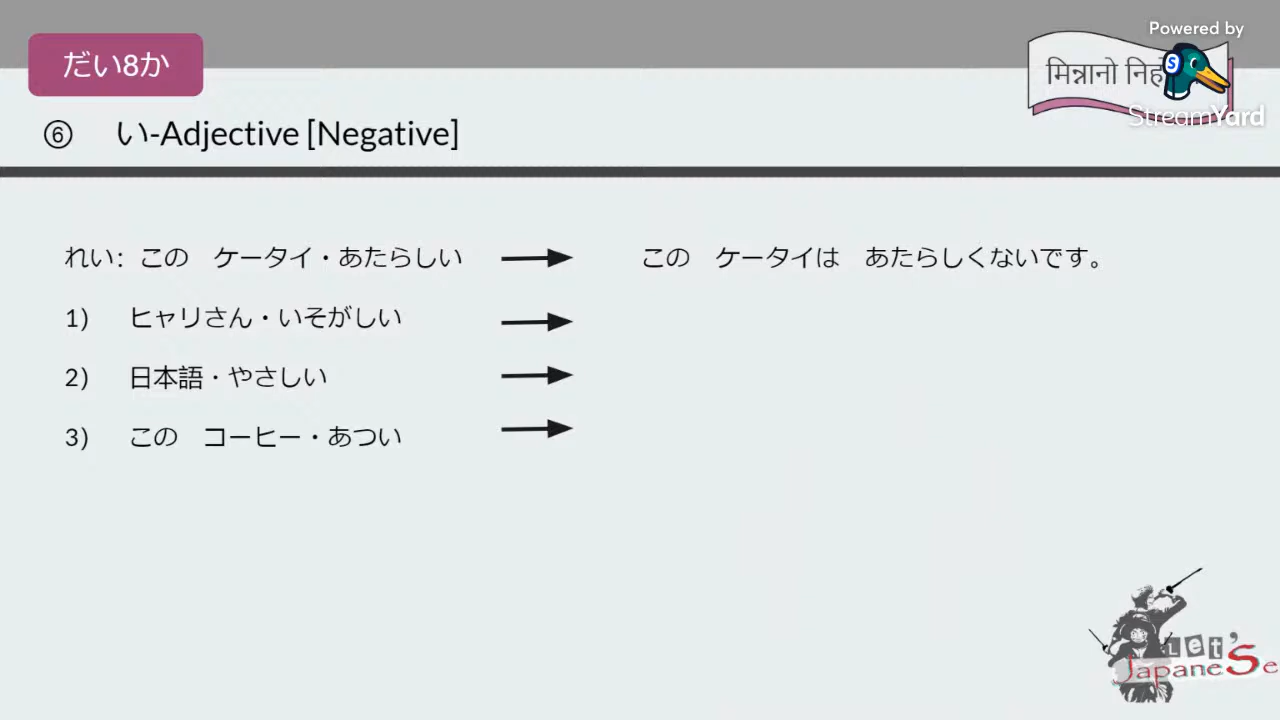 Powered by
だい8か
मिन्नानो
StreamYard
⑥ い-Adjective [Negative]
れい: この ケータイ・あたらしい → この ケータイは あたらしくないです。
1) ヒャリさん・いそがしい →
2) 日本語・やさしい →
3) この コーヒー・あつい →
Let's
JapaneSe